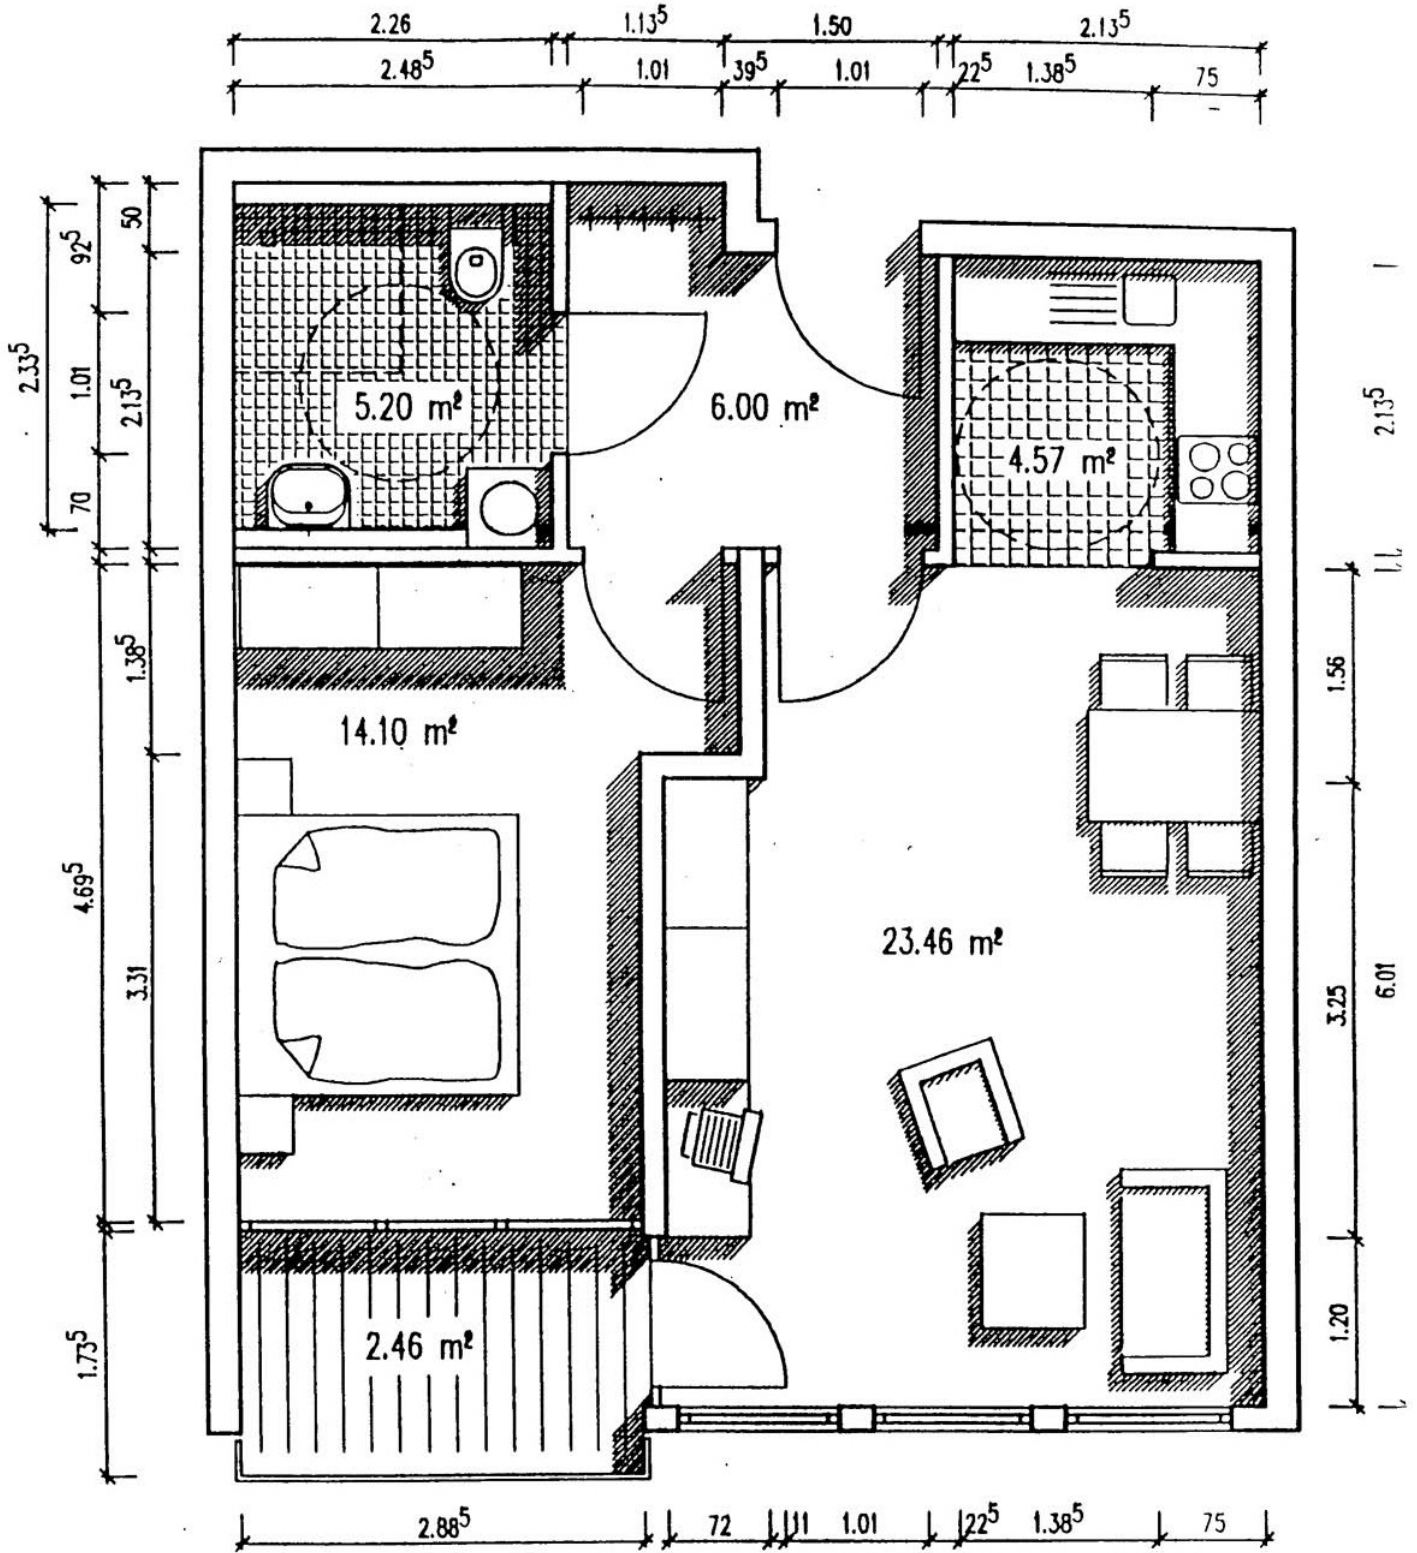 2.26 1.13⁵ 1.50 2.13⁵
2.48⁵ 1.01 39⁵ 1.01 22⁵ 1.38⁵ 75
50
92⁵
2.33⁵
1.01
2.13⁵
70
5.20 m²
6.00 m²
4.57 m²
2.13⁵
1.38⁵
14.10 m²
1.56
4.69⁵
3.31
23.46 m²
3.25
6.01
2.46 m²
1.73⁵
1.20
2.88⁵ 72 11 1.01 22⁵ 1.38⁵ 75